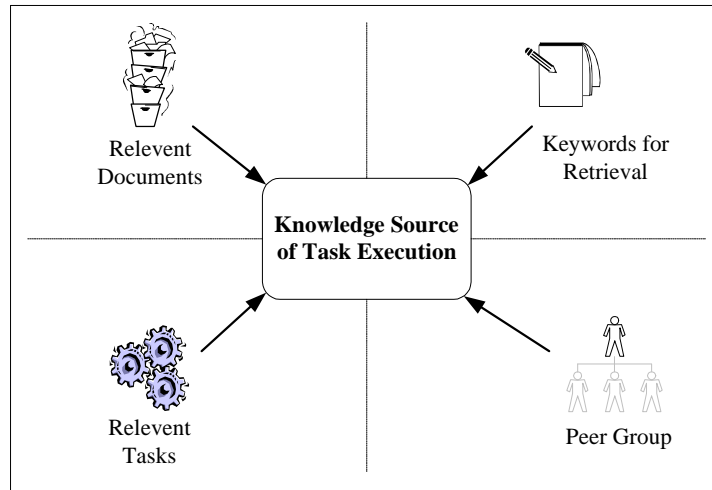 Relevent
Documents
Keywords for
Retrieval
Knowledge Source
of Task Execution
Relevent
Tasks
Peer Group